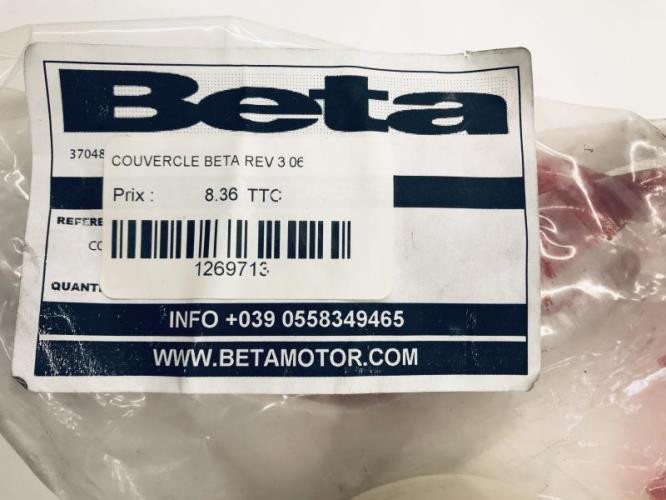 Beta
37048
COUVERCLE BETA REV 3 06
Prix : 8.36 TTC
REFERE
CO
1269713
QUANTI
INFO +039 0558349465
WWW.BETAMOTOR.COM